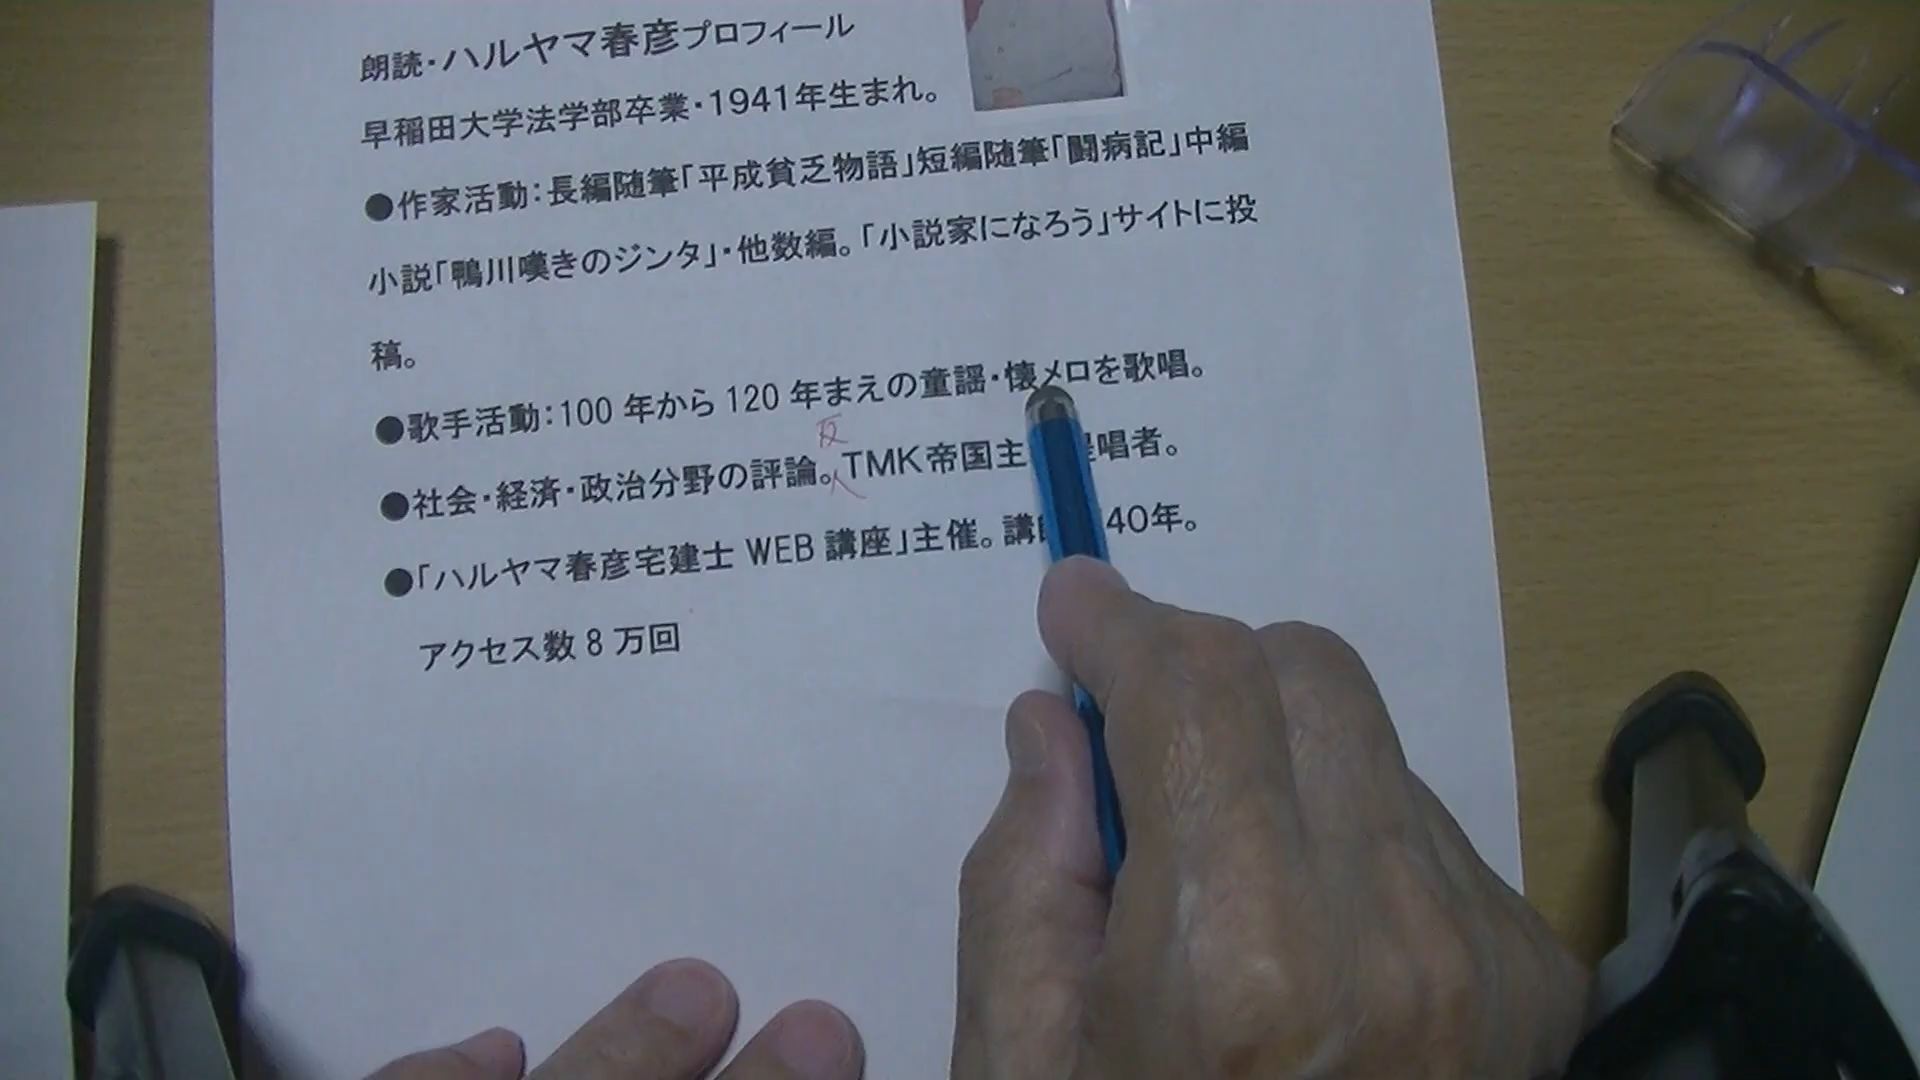 朗読・ハルヤマ春彦プロフィール
早稲田大学法学部卒業・1941年生まれ。
●作家活動：長編随筆「平成貧乏物語」短編随筆「闘病記」中編
小説「鴨川嘆きのジンタ」・他数編。「小説家になろう」サイトに投
稿。
●歌手活動：100 年から 120 年まえの童謡・懐メロを歌唱。
反
●社会・経済・政治分野の評論。TMK帝国主 唱者。
●「ハルヤマ春彦宅建士 WEB 講座」主催。講 40年。
アクセス数 8 万回